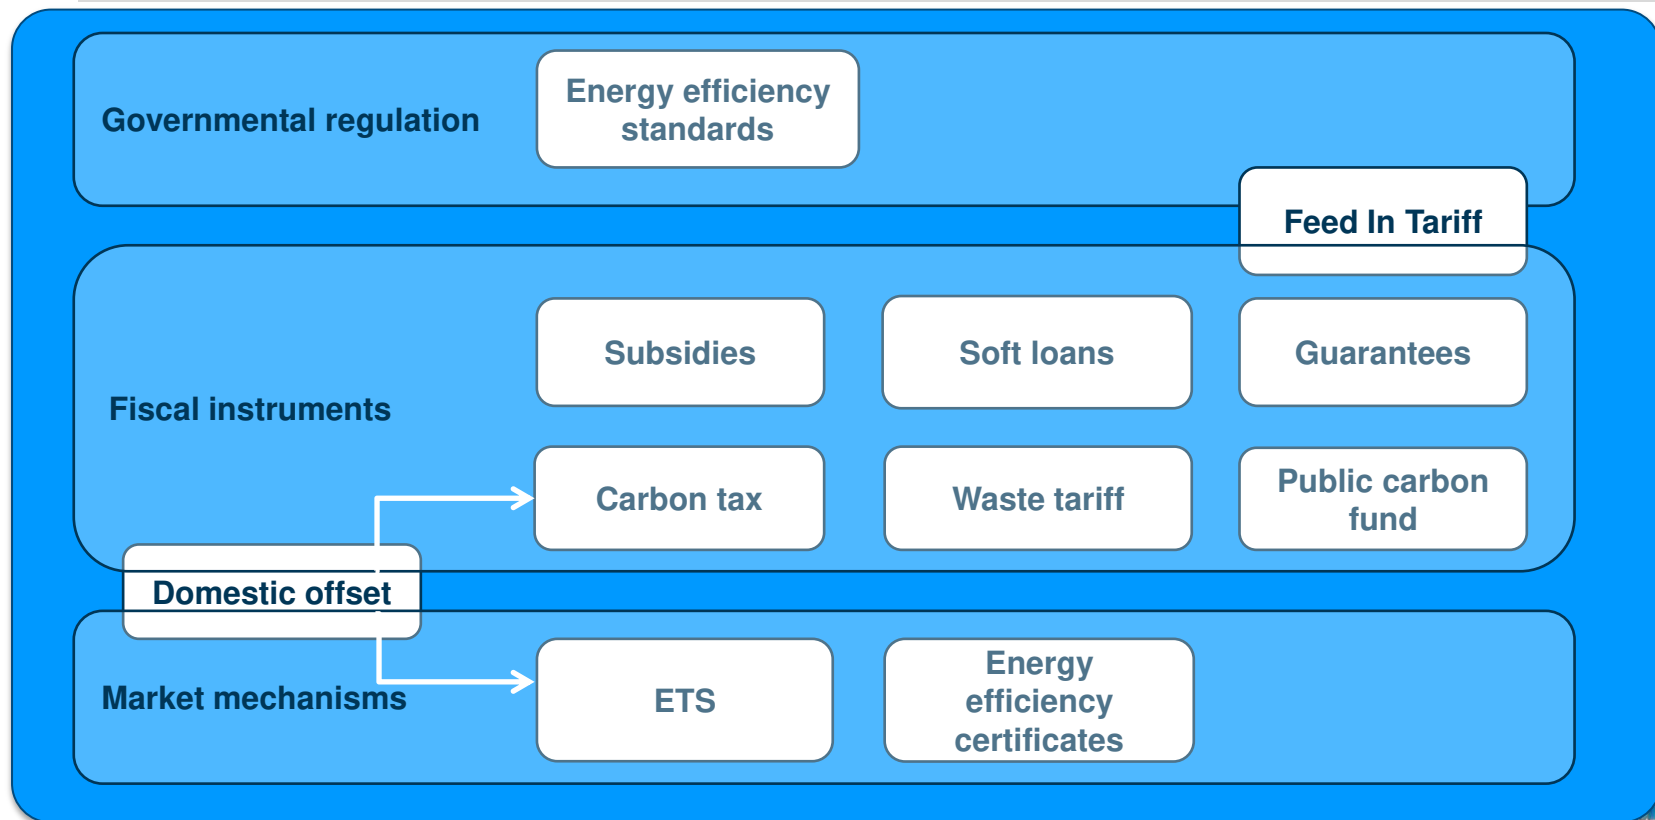 Governmental regulation
Energy efficiency
standards
Feed In Tariff
Fiscal instruments
Subsidies
Soft loans
Guarantees
Carbon tax
Waste tariff
Public carbon
fund
Domestic offset
Market mechanisms
ETS
Energy
efficiency
certificates